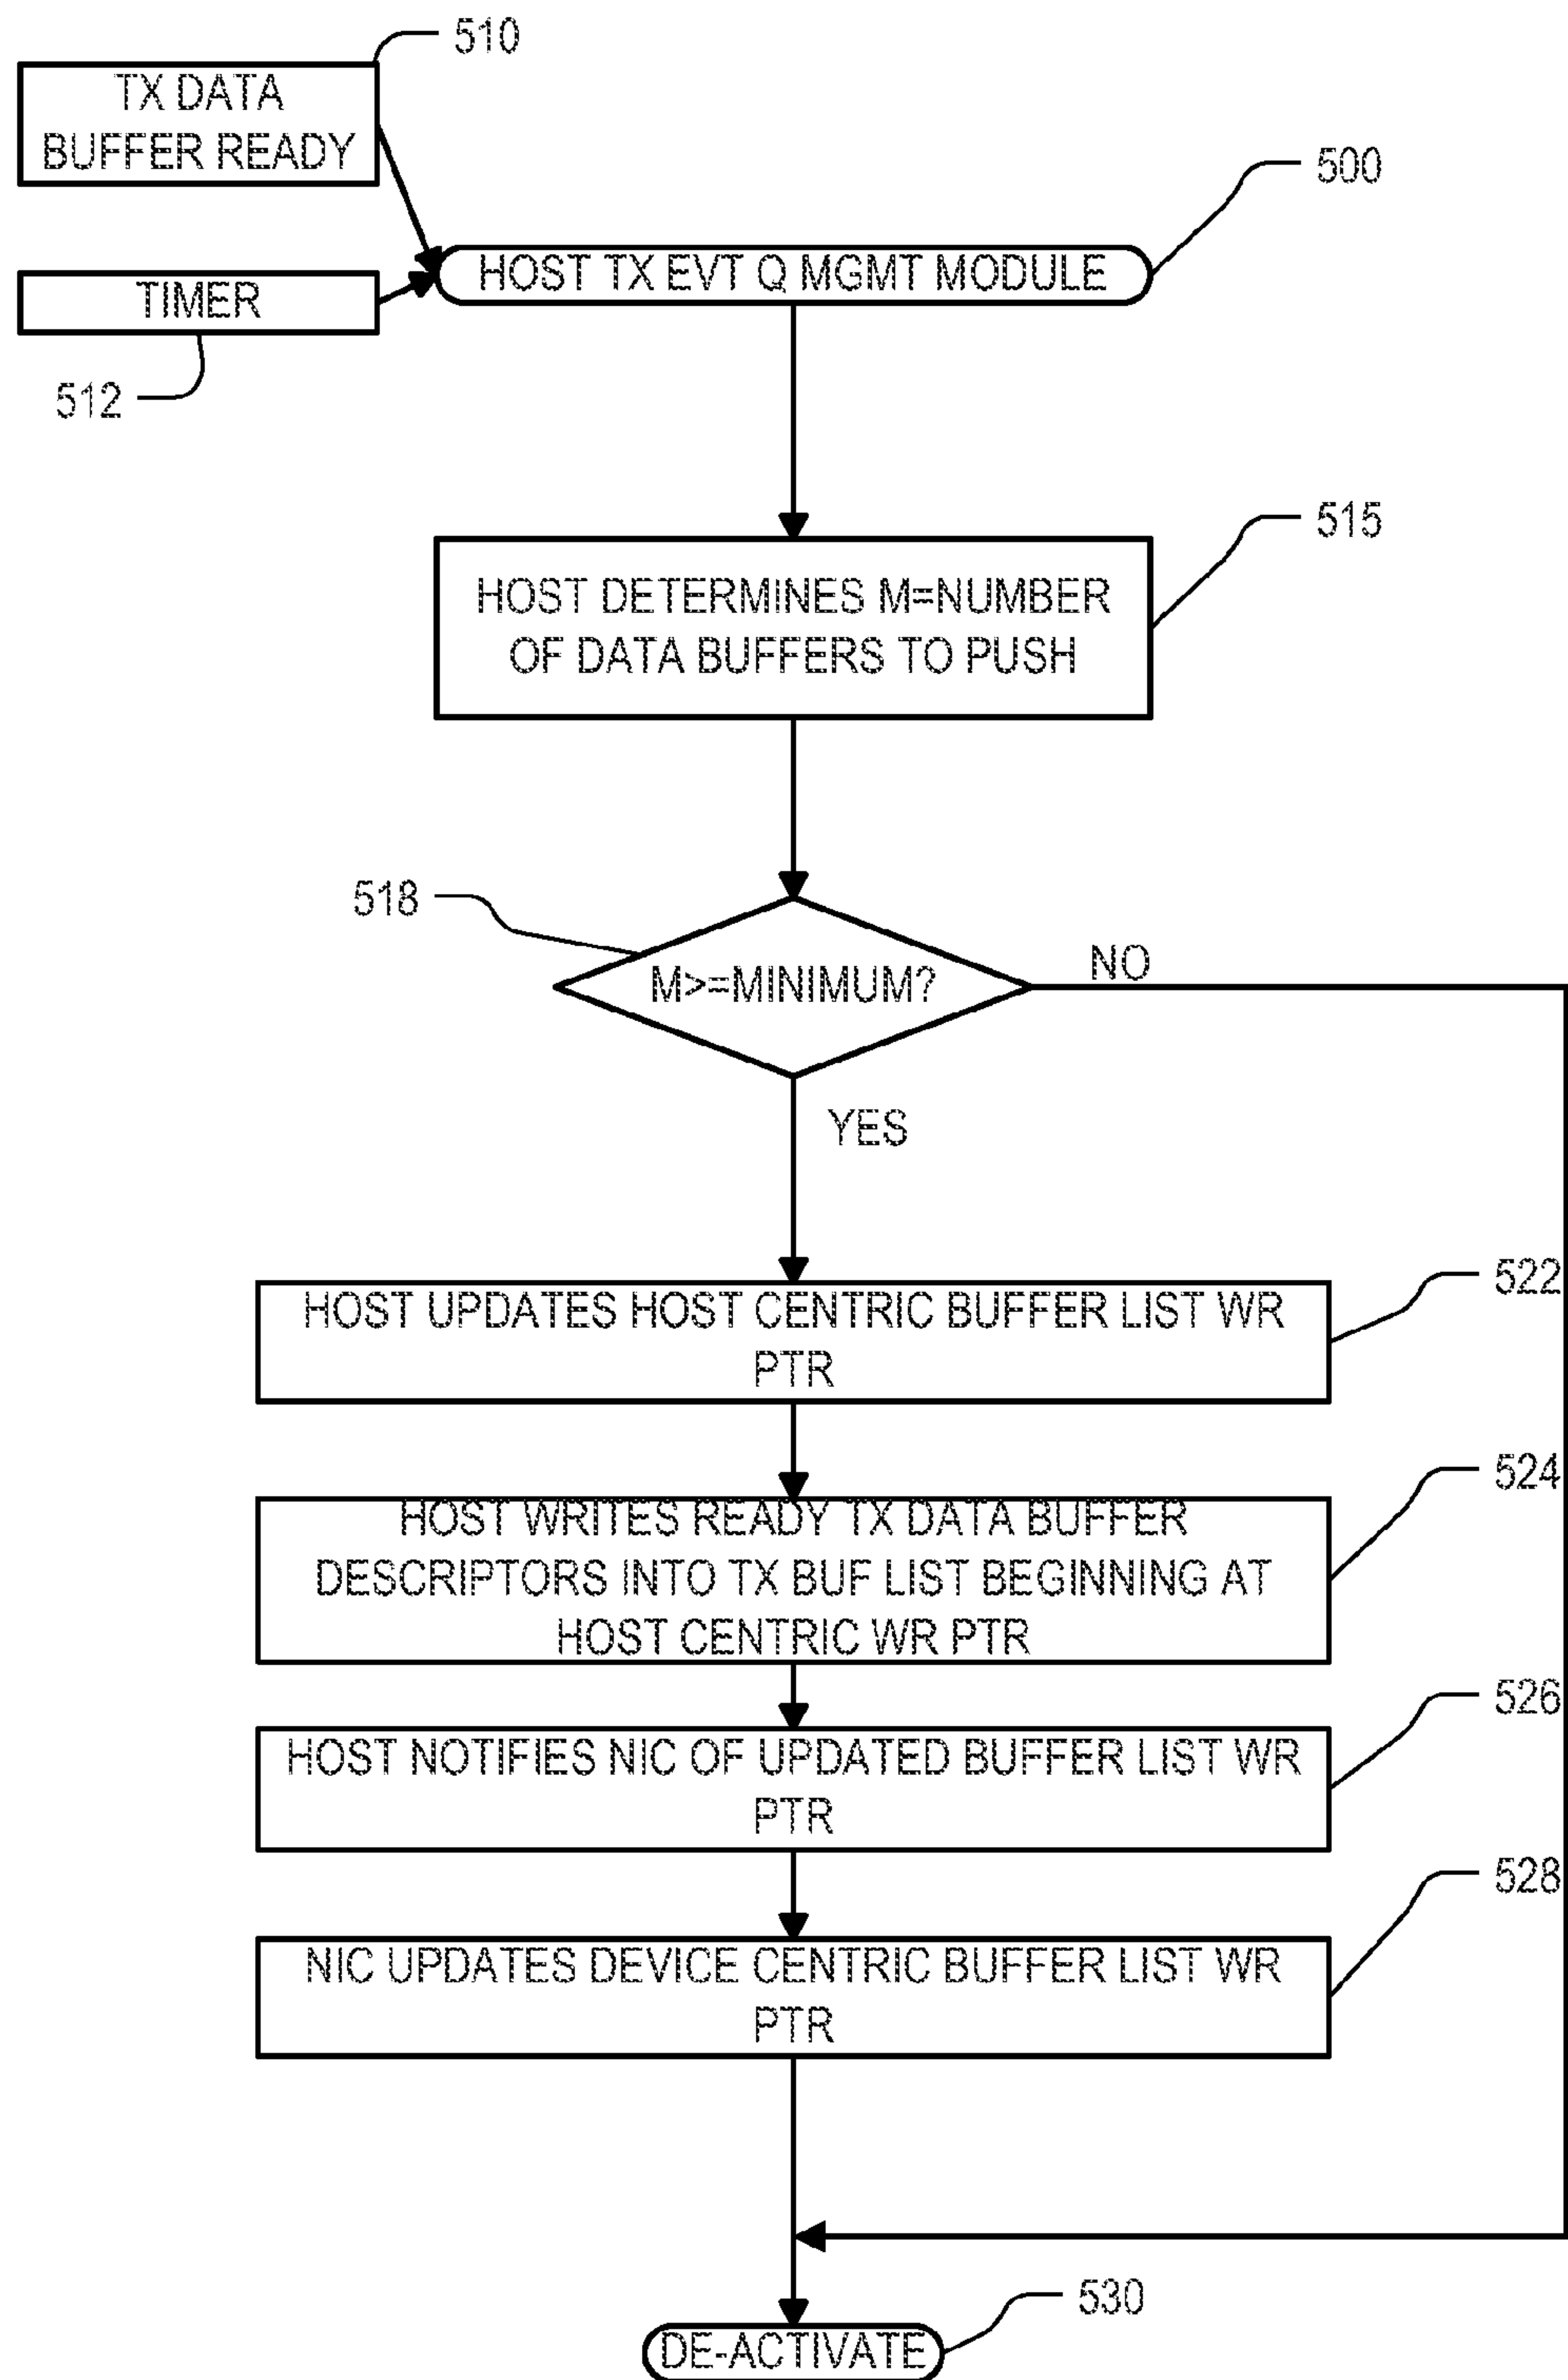 510
TX DATA
BUFFER READY
500
HOST TX EVT Q MGMT MODULE
TIMER
512
515
HOST DETERMINES M=NUMBER
OF DATA BUFFERS TO PUSH
518
M>=MINIMUM?
NO
YES
522
HOST UPDATES HOST CENTRIC BUFFER LIST WR
PTR
524
HOST WRITES READY TX DATA BUFFER
DESCRIPTORS INTO TX BUF LIST BEGINNING AT
HOST CENTRIC WR PTR
526
HOST NOTIFIES NIC OF UPDATED BUFFER LIST WR
PTR
528
NIC UPDATES DEVICE CENTRIC BUFFER LIST WR
PTR
530
DE-ACTIVATE